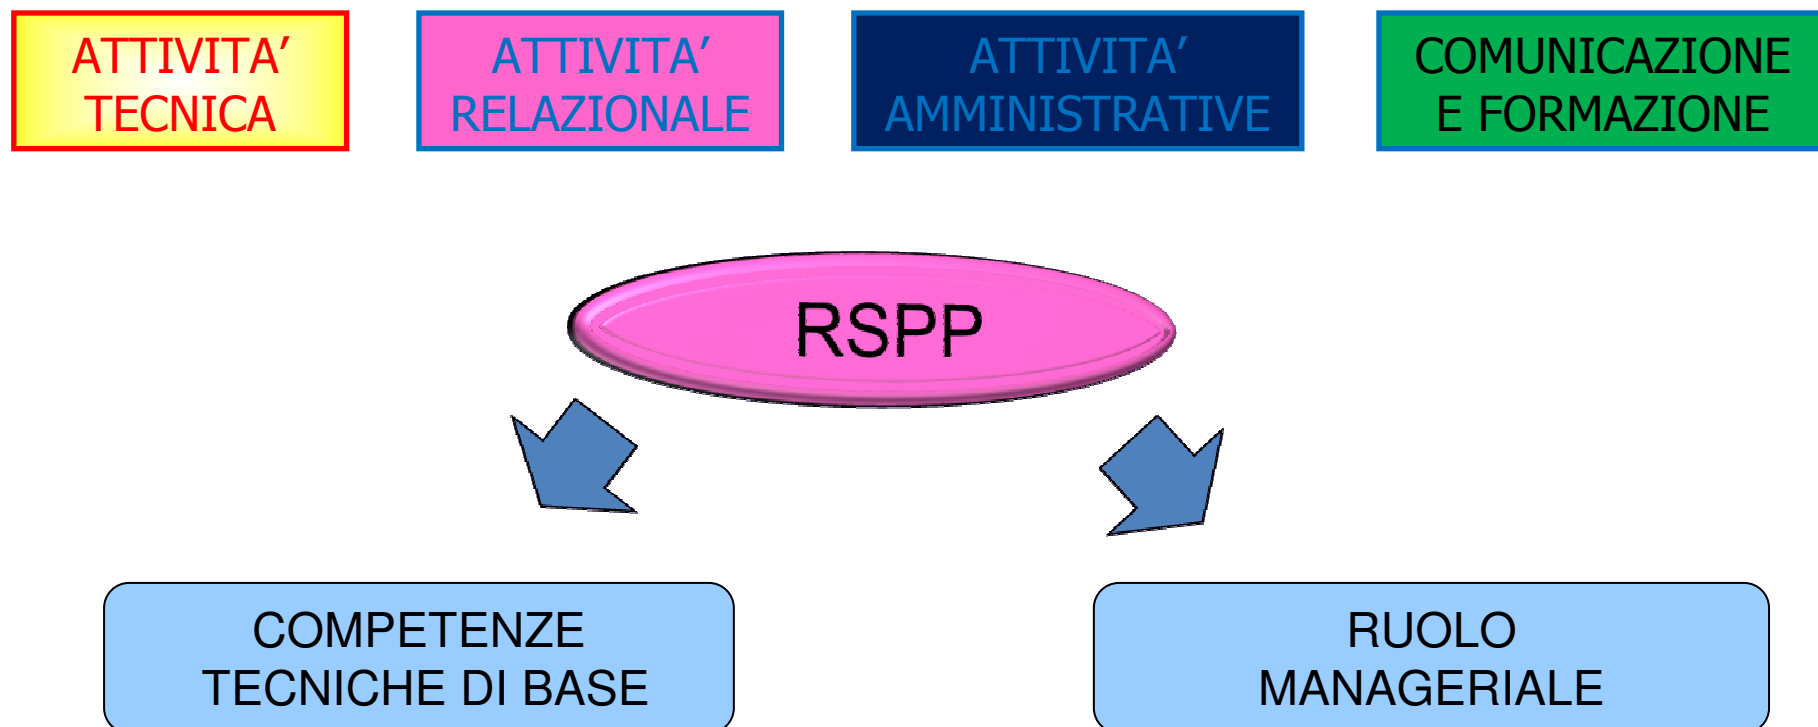 ATTIVITA’
TECNICA
ATTIVITA’
RELAZIONALE
ATTIVITA’
AMMINISTRATIVE
COMUNICAZIONE
E FORMAZIONE
RSPP
COMPETENZE
TECNICHE DI BASE
RUOLO
MANAGERIALE